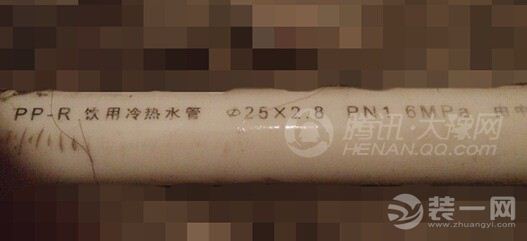 PP-R 饮用冷热水管 Φ25×2.8 PN1.6MPa
腾讯·大豫网
HENAN.QQ.COM
装一网
www.zhuangyi.com